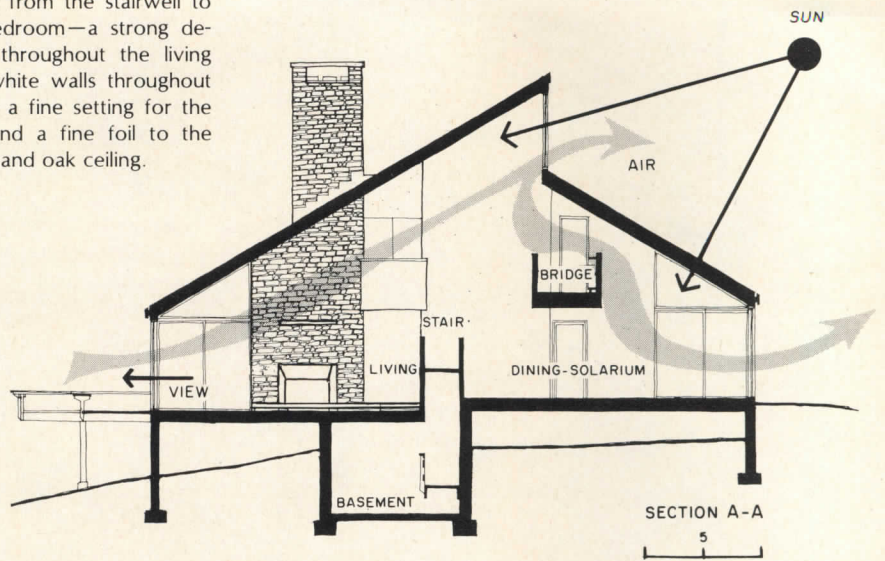 from the stairwell to
edroom—a strong de-
throughout the living
white walls throughout
a fine setting for the
nd a fine foil to the
and oak ceiling.
SUN
AIR
BRIDGE
STAIR
LIVING
DINING-SOLARIUM
VIEW
BASEMENT
SECTION A-A
5